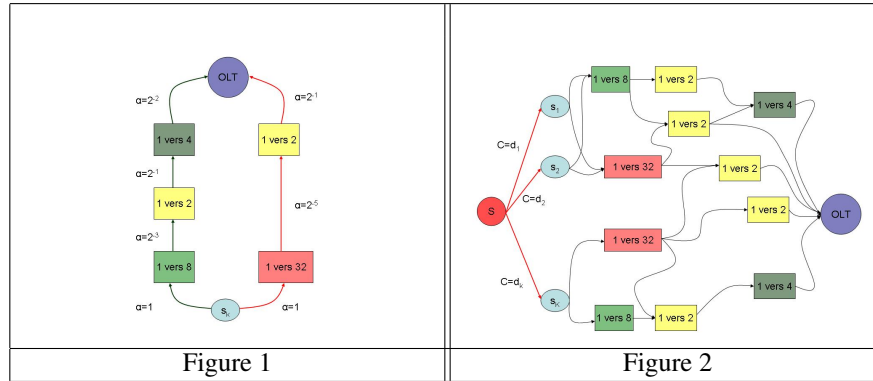 OLT
α=2⁻²
α=2⁻¹
1 vers 4
1 vers 2
α=2⁻¹
1 vers 2
α=2⁻⁵
α=2⁻³
1 vers 8
1 vers 32
α=1
sₖ
α=1
Figure 1
1 vers 8
1 vers 2
s₁
1 vers 4
1 vers 2
C=d₁
s₂
1 vers 32
1 vers 2
C=d₂
S
1 vers 2
OLT
1 vers 32
C=dₖ
sₖ
1 vers 4
1 vers 8
1 vers 2
Figure 2